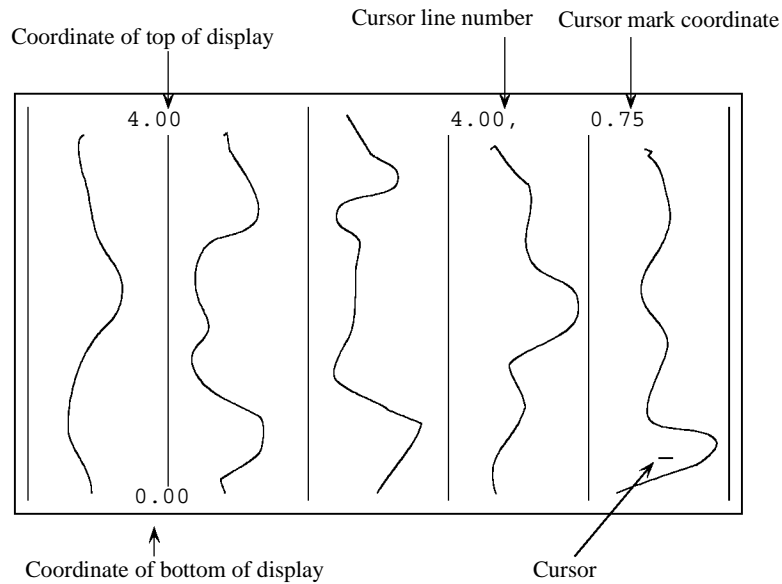 Cursor line number Cursor mark coordinate
Coordinate of top of display
4.00 4.00, 0.75
0.00
Coordinate of bottom of display Cursor